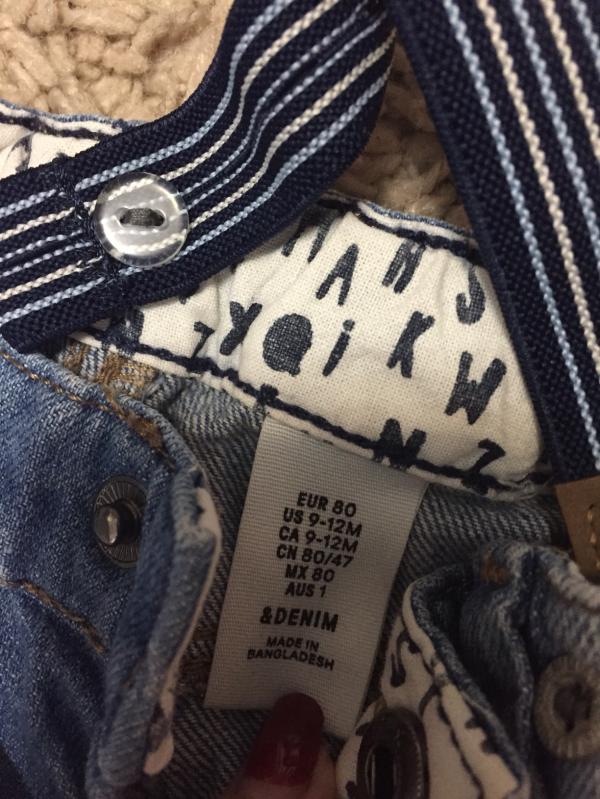 H A N S
Z Y Q i K W
N Z
EUR 80
US 9-12M
CA 9-12M
CN 80/47
MX 80
AUS 1
&DENIM
MADE IN
BANGLADESH